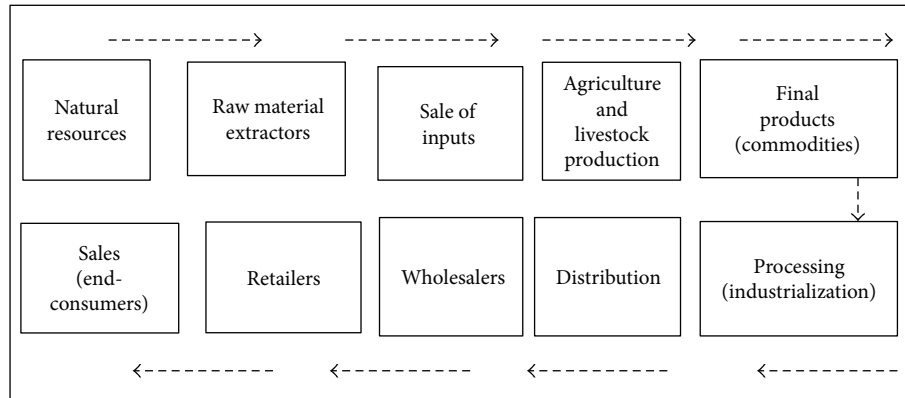 Natural
resources
Raw material
extractors
Sale of
inputs
Agriculture
and
livestock
production
Final
products
(commodities)
Sales
(end-
consumers)
Retailers
Wholesalers
Distribution
Processing
(industrialization)